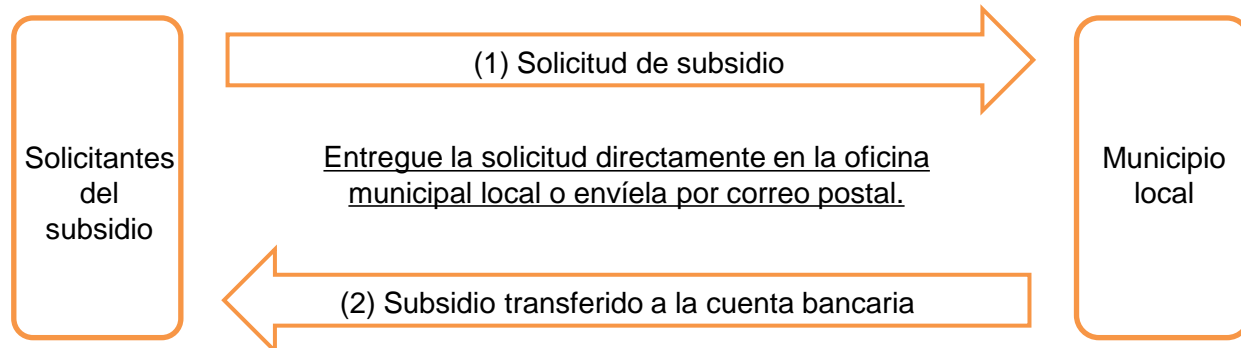 (1) Solicitud de subsidio
Solicitantes
del
subsidio
Entregue la solicitud directamente en la oficina
municipal local o envíela por correo postal.
Municipio
local
(2) Subsidio transferido a la cuenta bancaria